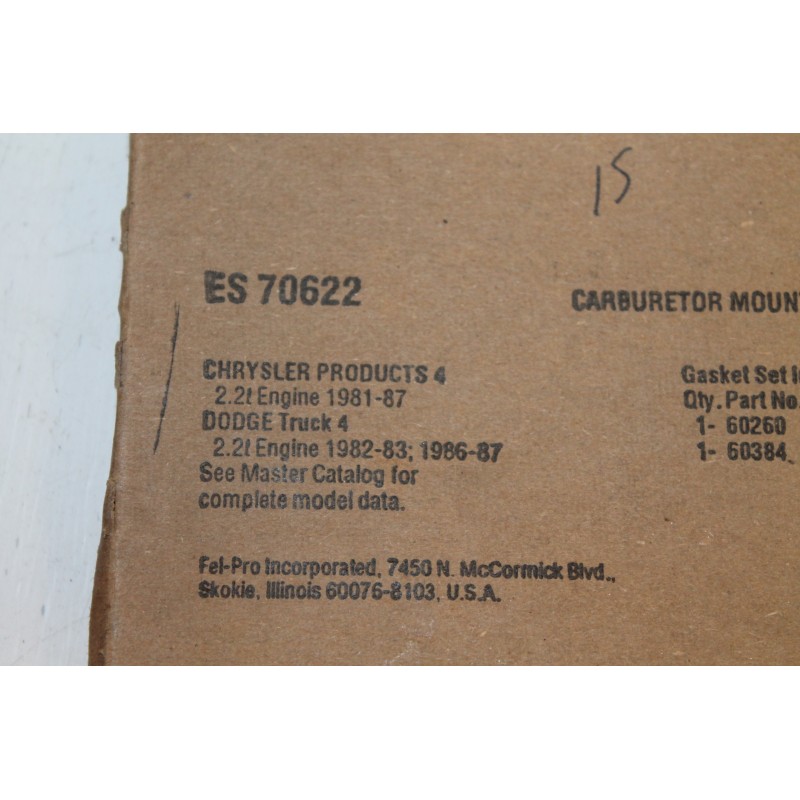 15
ES 70622
CARBURETOR MOUNT
CHRYSLER PRODUCTS 4
2.2ℓ Engine 1981-87
DODGE Truck 4
2.2ℓ Engine 1982-83; 1986-87
See Master Catalog for
complete model data.
Gasket Set
Qty. Part No.
1- 60260
1- 60384
Fel-Pro Incorporated, 7450 N. McCormick Blvd.,
Skokie, Illinois 60076-8103, U.S.A.